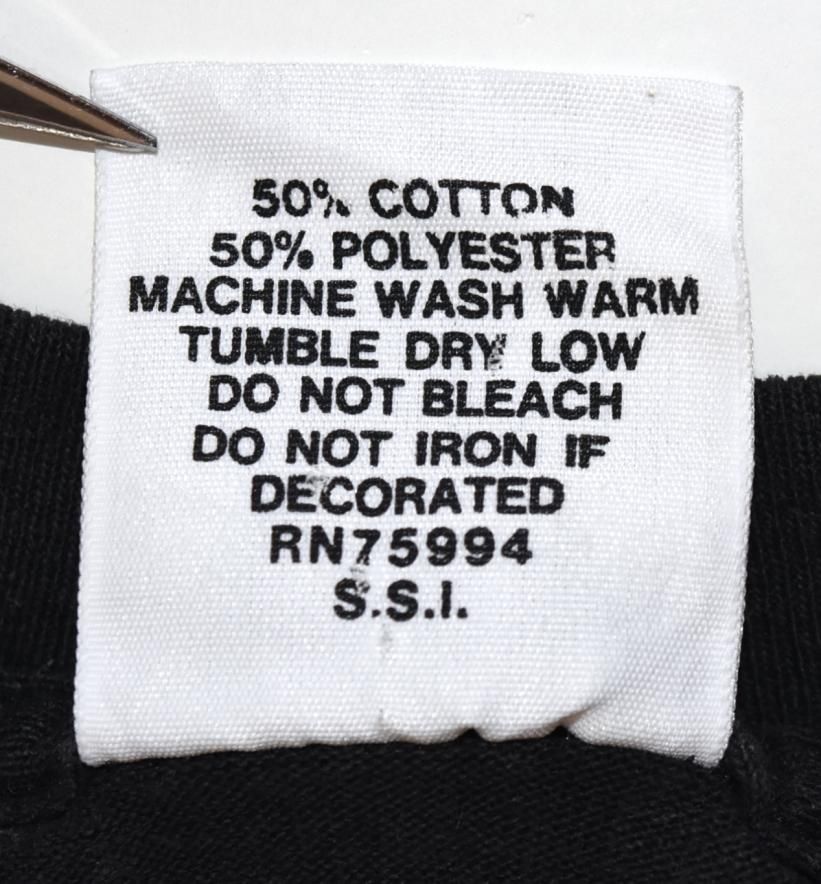 50% COTTON
50% POLYESTER
MACHINE WASH WARM
TUMBLE DRY LOW
DO NOT BLEACH
DO NOT IRON IF
DECORATED
RN75994
S.S.I.